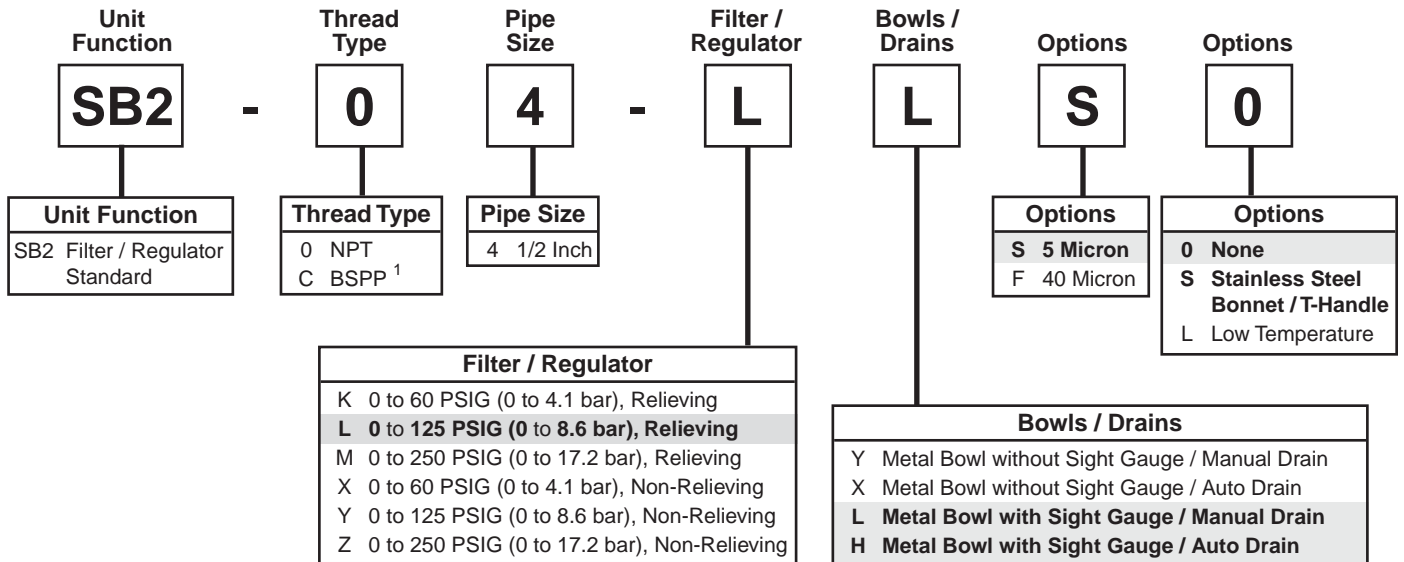 Unit Function
Thread Type
Pipe Size
Filter / Regulator
Bowls / Drains
Options
Options
SB2 - 0 4 - L L S 0
Unit Function
SB2 Filter / Regulator
Standard
Thread Type
0 NPT
C BSPP 1
Pipe Size
4 1/2 Inch
Options
S 5 Micron
F 40 Micron
Options
0 None
S Stainless Steel
Bonnet / T-Handle
L Low Temperature
Filter / Regulator
K 0 to 60 PSIG (0 to 4.1 bar), Relieving
L 0 to 125 PSIG (0 to 8.6 bar), Relieving
M 0 to 250 PSIG (0 to 17.2 bar), Relieving
X 0 to 60 PSIG (0 to 4.1 bar), Non-Relieving
Y 0 to 125 PSIG (0 to 8.6 bar), Non-Relieving
Z 0 to 250 PSIG (0 to 17.2 bar), Non-Relieving
Bowls / Drains
Y Metal Bowl without Sight Gauge / Manual Drain
X Metal Bowl without Sight Gauge / Auto Drain
L Metal Bowl with Sight Gauge / Manual Drain
H Metal Bowl with Sight Gauge / Auto Drain